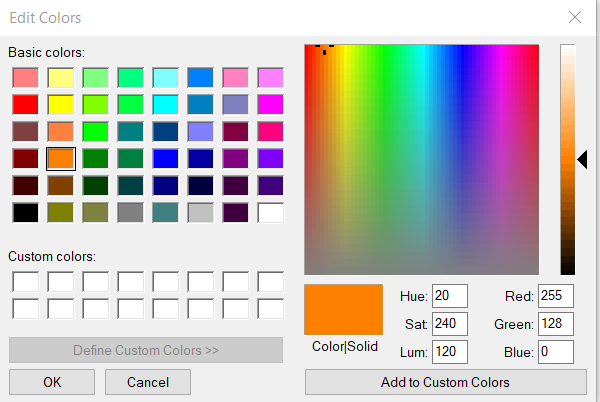 Edit Colors
Basic colors:
Custom colors:
Define Custom Colors >>
OK
Cancel
Color|Solid
Hue: 20
Sat: 240
Lum: 120
Red: 255
Green: 128
Blue: 0
Add to Custom Colors